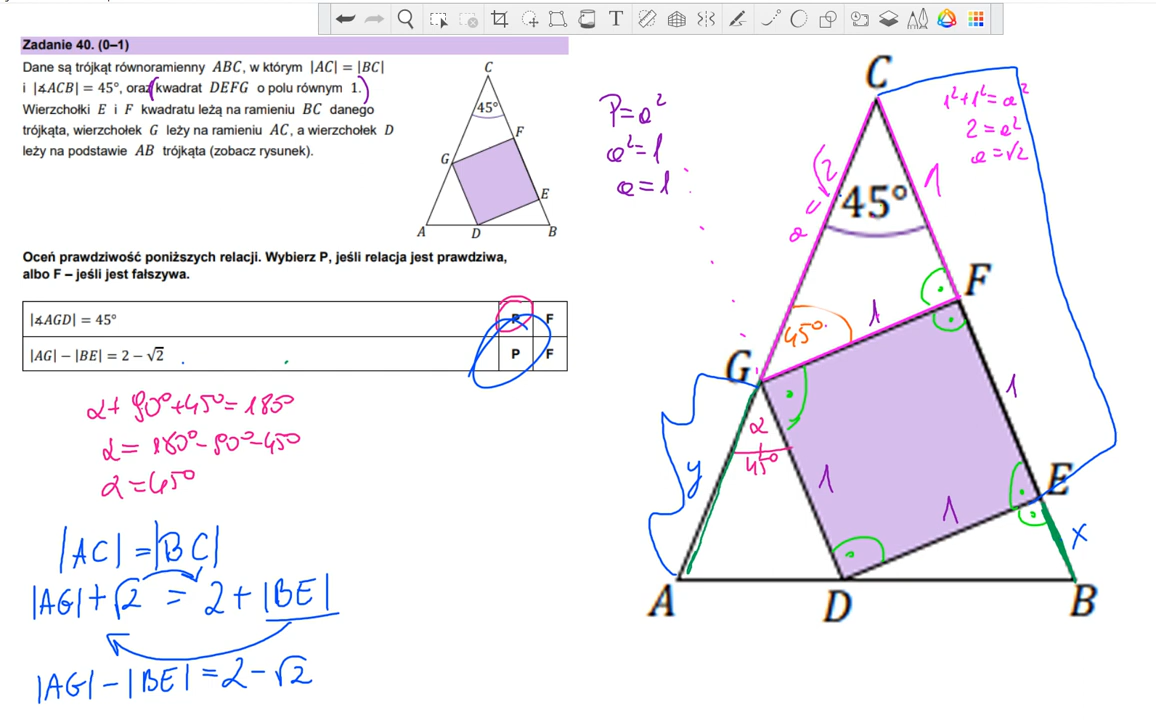 Zadanie 40. (0–1)
Dane są trójkąt równoramienny ABC, w którym |AC| = |BC|
i |∡ACB| = 45°, oraz kwadrat DEFG o polu równym 1.
Wierzchołki E i F kwadratu leżą na ramieniu BC danego
trójkąta, wierzchołek G leży na ramieniu AC, a wierzchołek D
leży na podstawie AB trójkąta (zobacz rysunek).
C
45°
F
G
E
A
D
B
Oceń prawdziwość poniższych relacji. Wybierz P, jeśli relacja jest prawdziwa,
albo F – jeśli jest fałszywa.
|∡AGD| = 45° P F
|AG| − |BE| = 2 − √2 P F
α + 90° + 45° = 180°
α = 180° − 90° − 45°
α = 45°
|AC| = |BC|
|AG| + √2 = 2 + |BE|
|AG| − |BE| = 2 − √2
P = a²
a² = 1
a = 1
1² + 1² = a²
2 = a²
a = √2
C
√2
=
a
1
45°
F
45°
1
G
α
=
45°
1
1
1
y
E
x
A
D
B